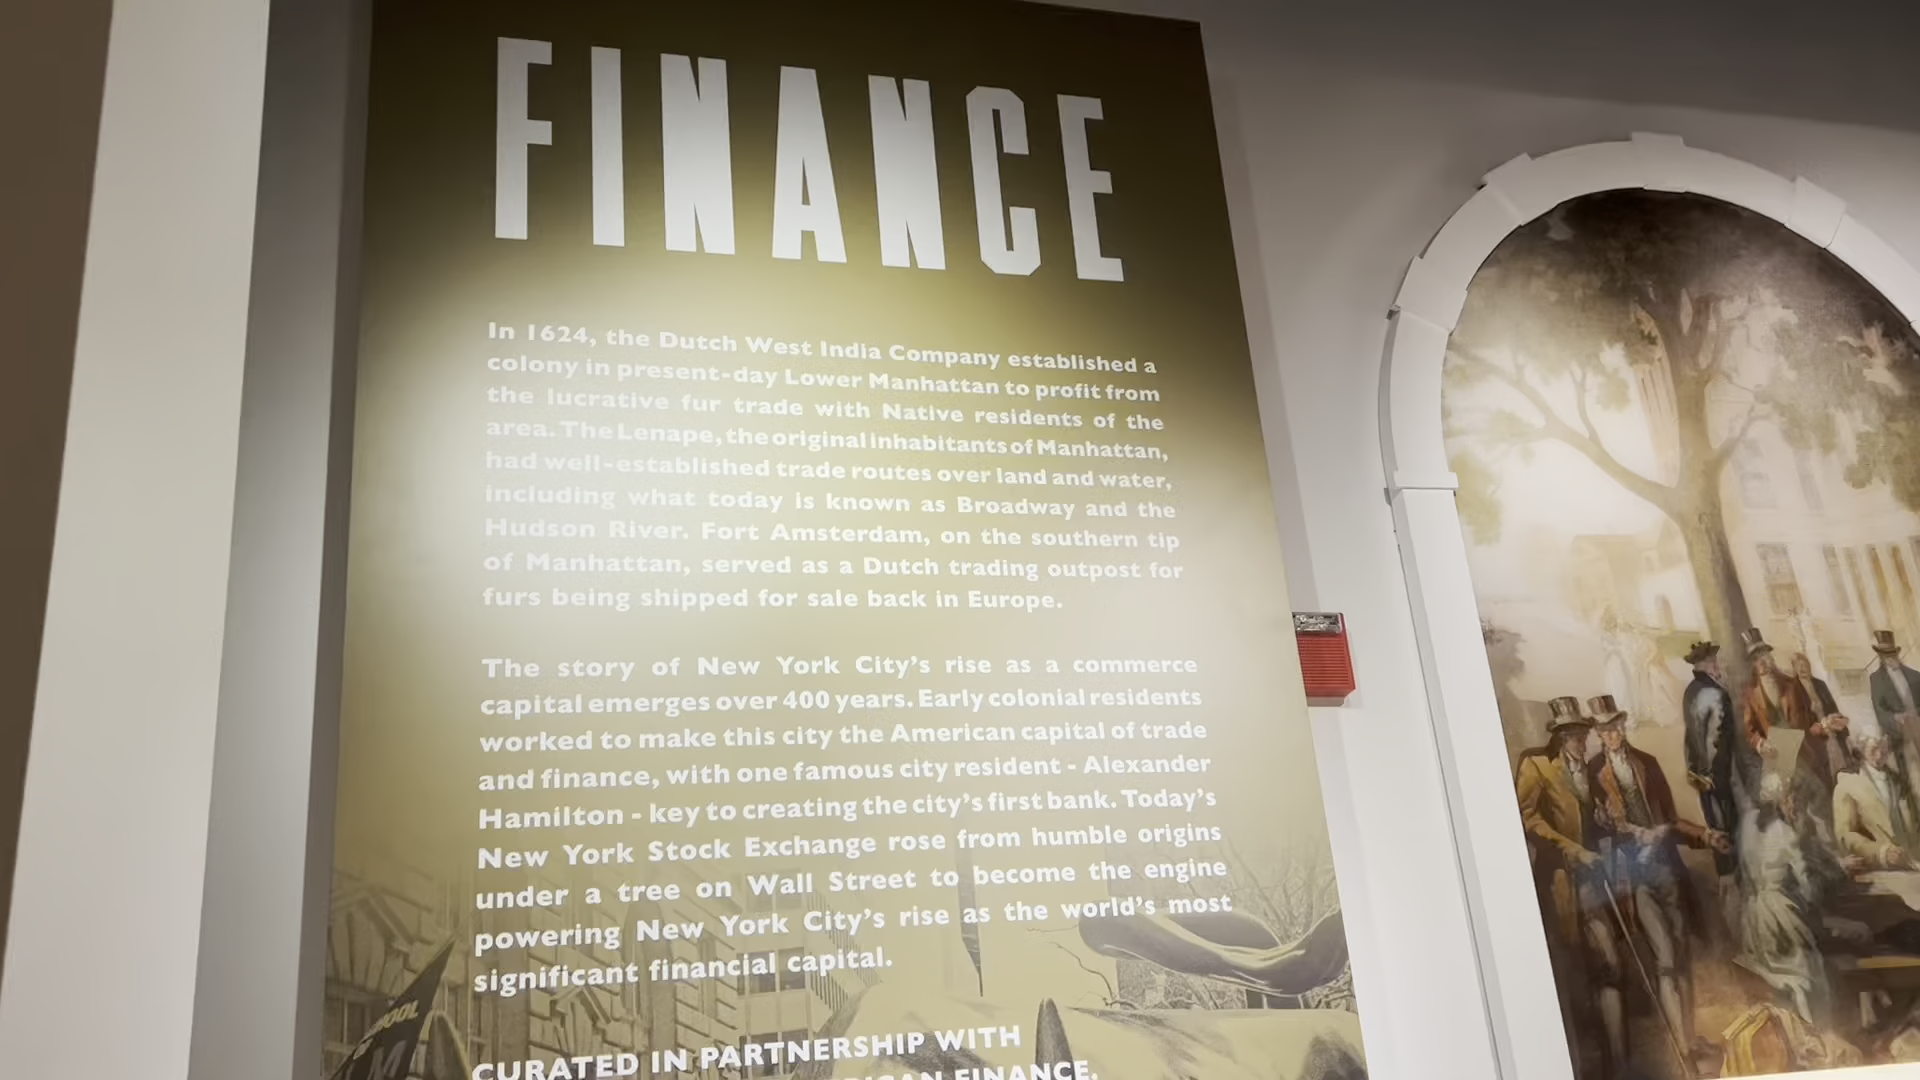 FINANCE
In 1624, the Dutch West India Company established a
colony in present-day Lower Manhattan to profit from
the lucrative fur trade with Native residents of the
area. The Lenape, the original inhabitants of Manhattan,
had well-established trade routes over land and water,
including what today is known as Broadway and the
Hudson River. Fort Amsterdam, on the southern tip
of Manhattan, served as a Dutch trading outpost for
furs being shipped for sale back in Europe.
The story of New York City's rise as a commerce
capital emerges over 400 years. Early colonial residents
worked to make this city the American capital of trade
and finance, with one famous city resident - Alexander
Hamilton - key to creating the city's first bank. Today's
New York Stock Exchange rose from humble origins
under a tree on Wall Street to become the engine
powering New York City's rise as the world's most
significant financial capital.
CURATED IN PARTNERSHIP WITH
FINANCE.